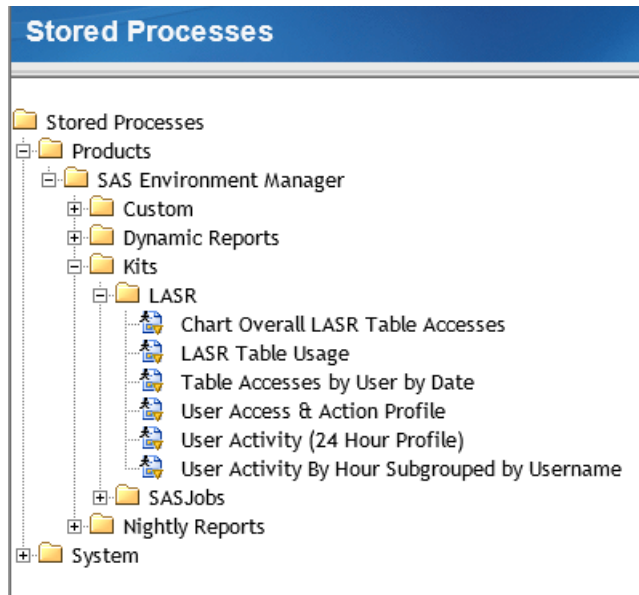 Stored Processes
Stored Processes
Products
SAS Environment Manager
Custom
Dynamic Reports
Kits
LASR
Chart Overall LASR Table Accesses
LASR Table Usage
Table Accesses by User by Date
User Access & Action Profile
User Activity (24 Hour Profile)
User Activity By Hour Subgrouped by Username
SASJobs
Nightly Reports
System